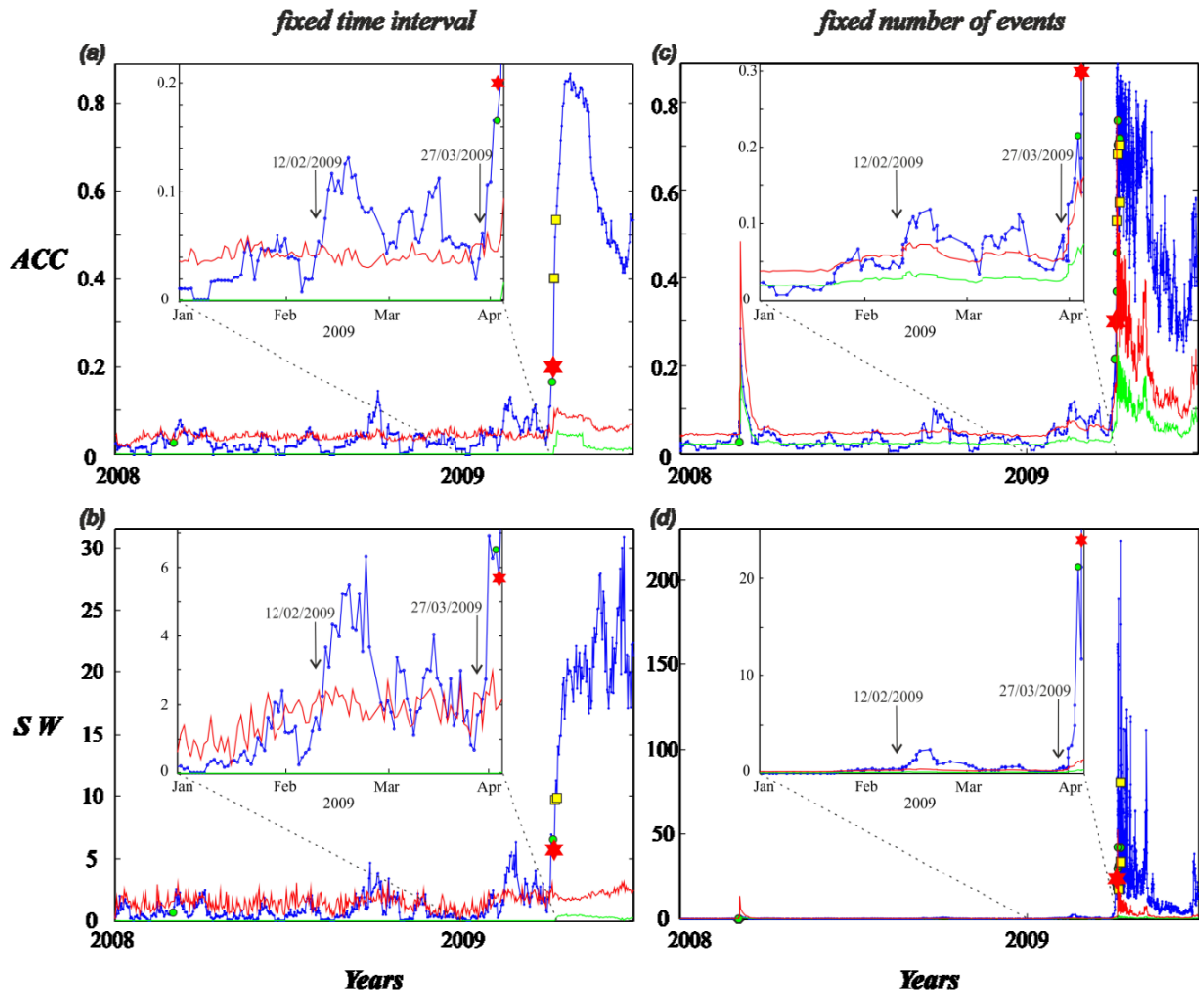 fixed time interval
fixed number of events
(a)
0.8
0.6
0.4
0.2
0
ACC
2008
2009
0.2
0.1
0
12/02/2009
27/03/2009
Jan
Feb
Mar
Apr
2009
(c)
0.8
0.6
0.4
0.2
0
2008
2009
0.3
0.2
0.1
0
12/02/2009
27/03/2009
Jan
Feb
Mar
Apr
2009
(b)
30
25
20
15
10
5
0
S W
2008
2009
6
4
2
0
12/02/2009
27/03/2009
Jan
Feb
Mar
Apr
2009
Years
(d)
200
150
100
50
0
2008
2009
20
10
0
12/02/2009
27/03/2009
Jan
Feb
Mar
Apr
2009
Years